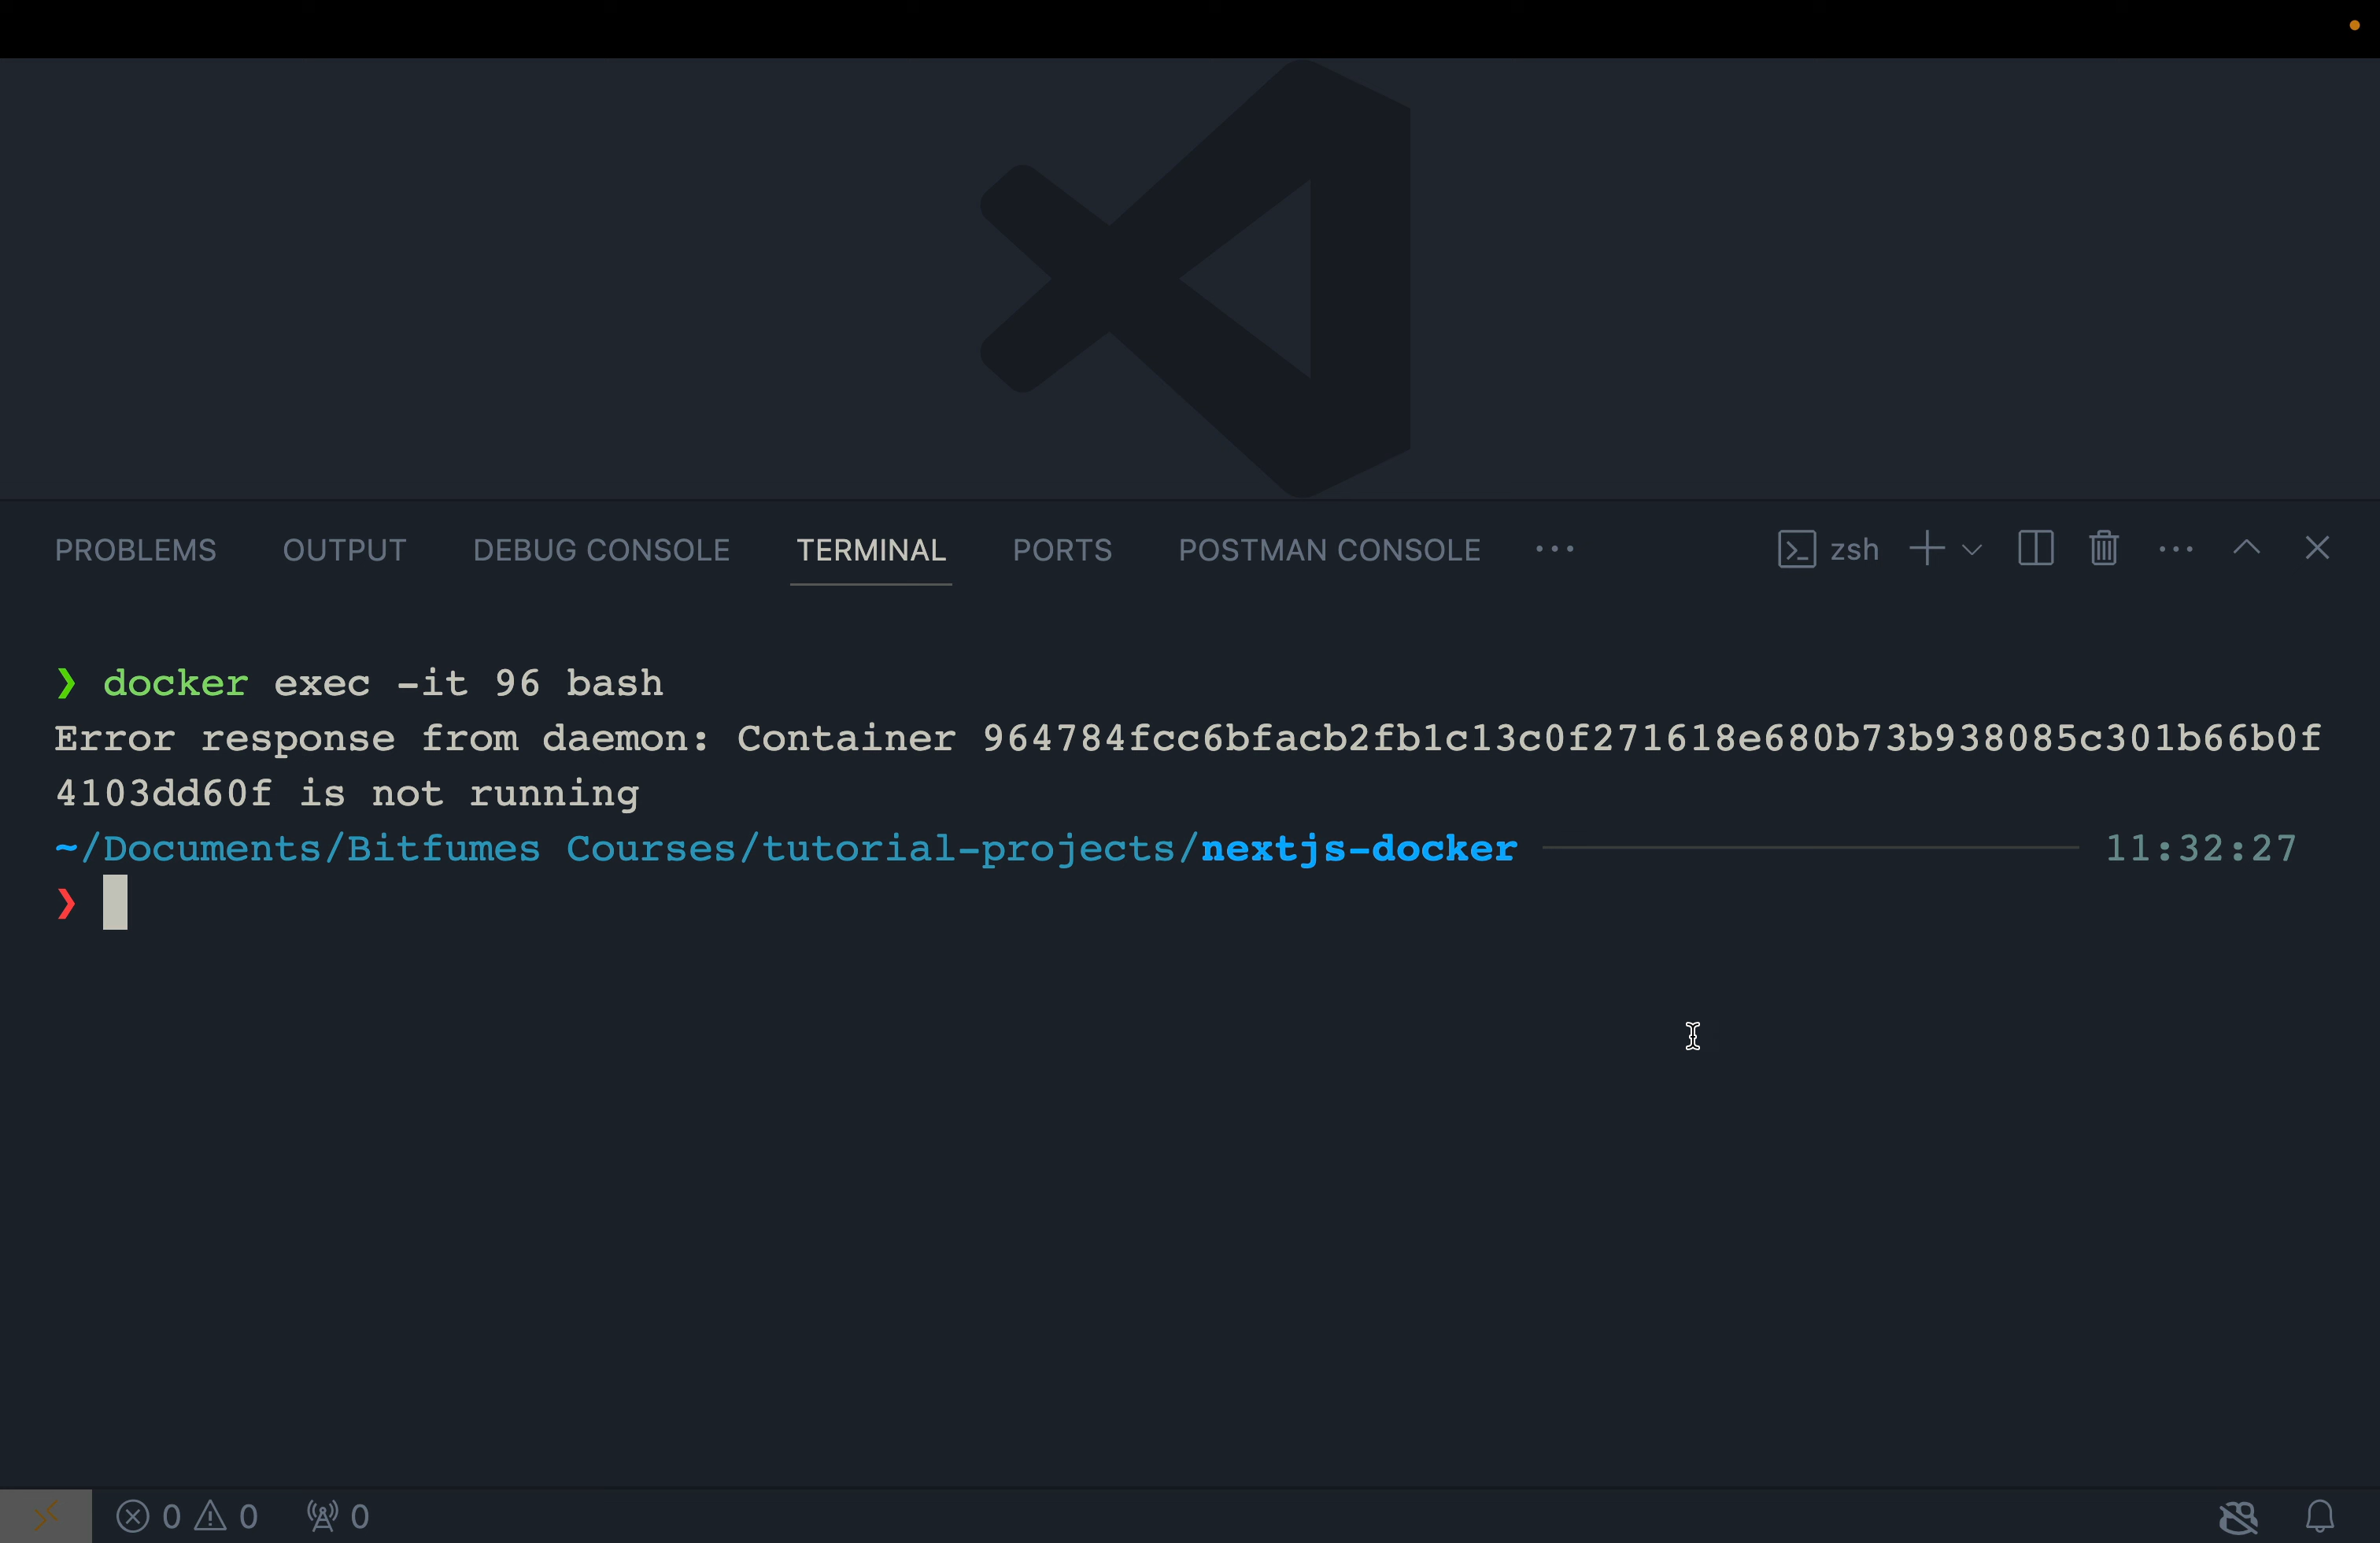 PROBLEMS OUTPUT DEBUG CONSOLE TERMINAL PORTS POSTMAN CONSOLE ··· zsh
❯ docker exec -it 96 bash
Error response from daemon: Container 964784fcc6bfacb2fb1c13c0f271618e680b73b938085c301b66b0f
4103dd60f is not running
~/Documents/Bitfumes Courses/tutorial-projects/nextjs-docker 11:32:27
❯
0 0 0